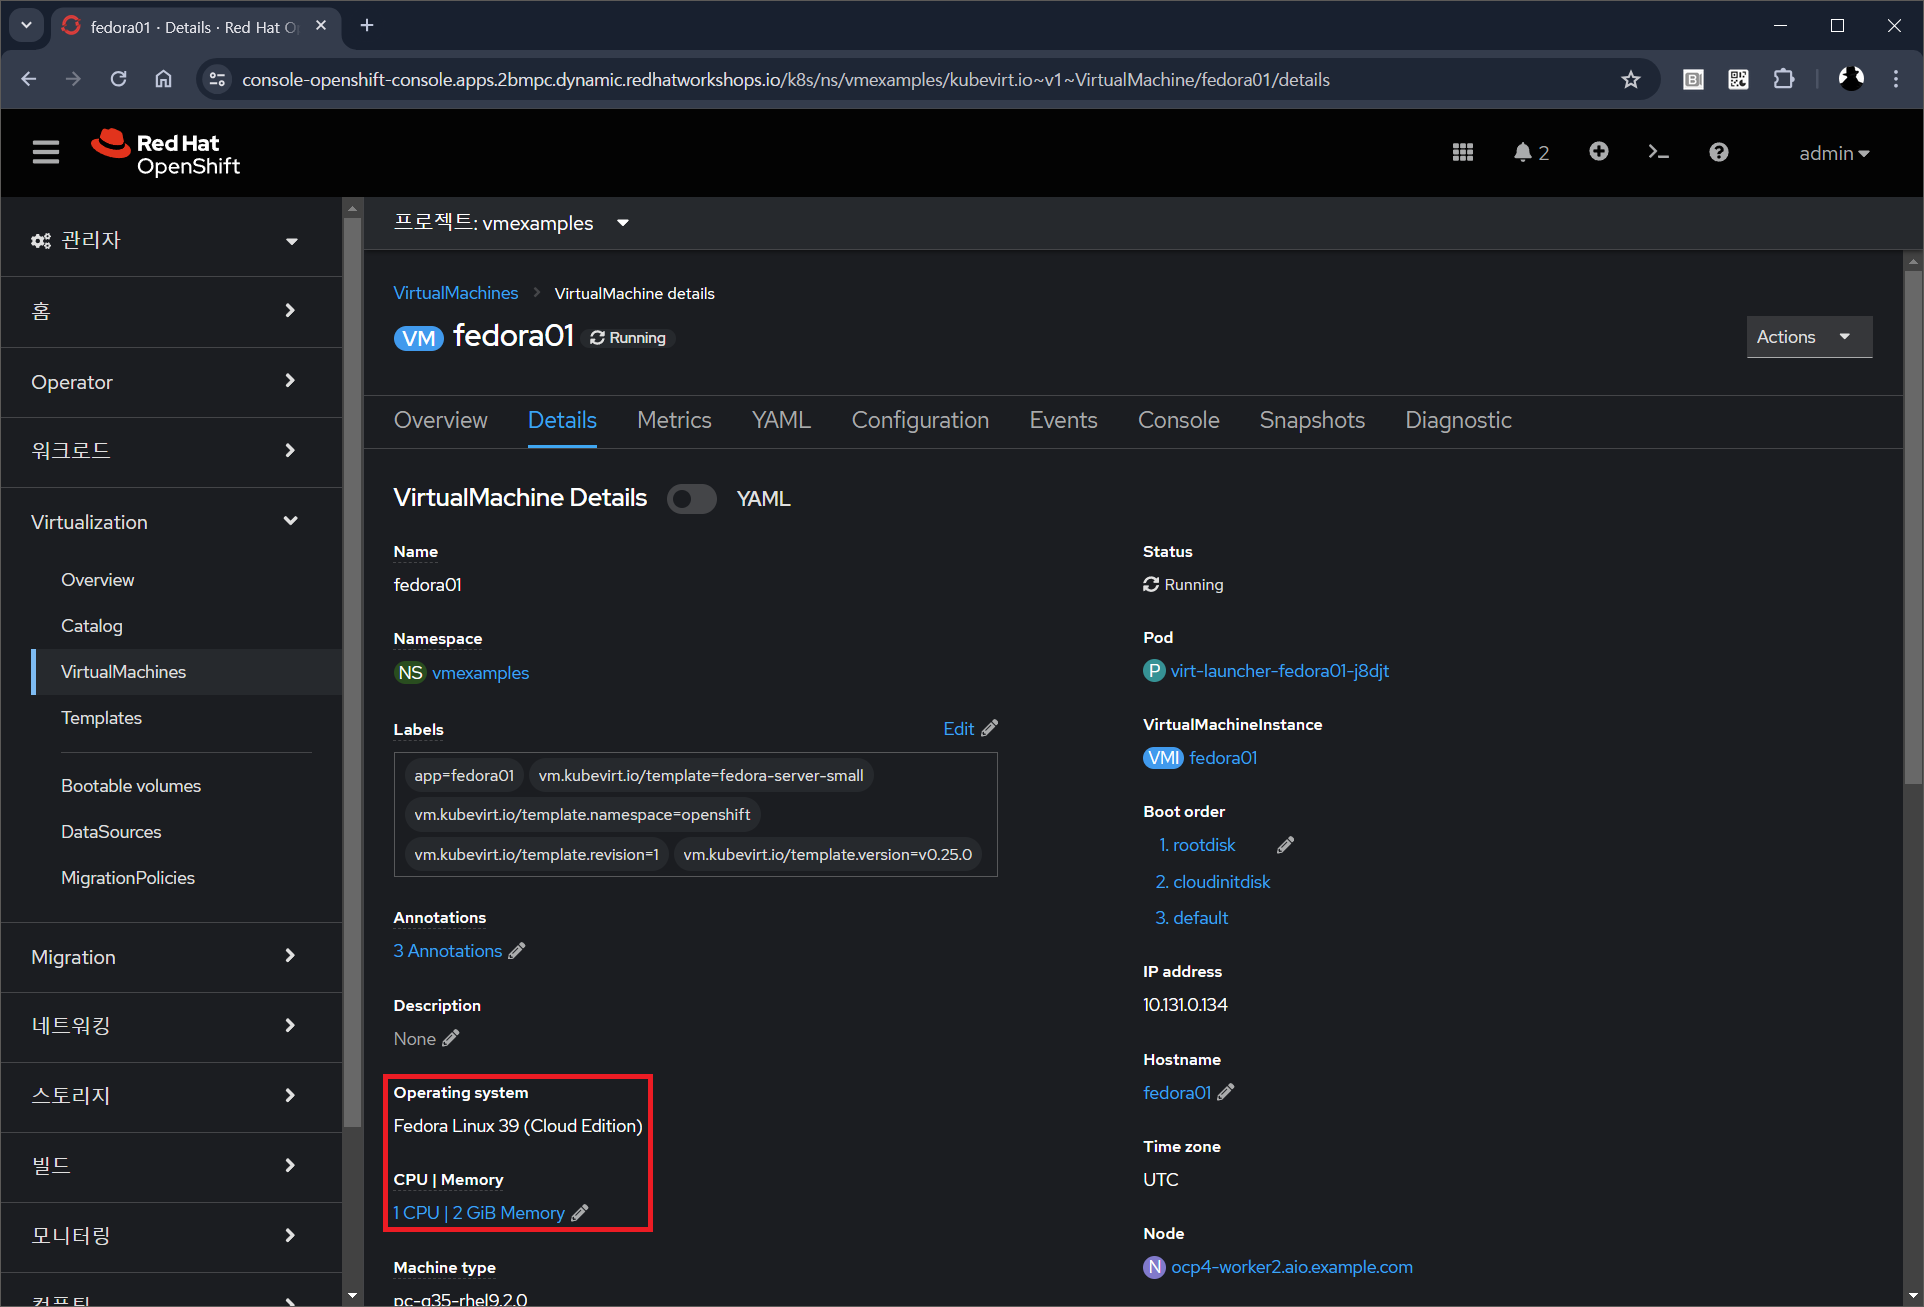 fedora01 · Details · Red Hat O
console-openshift-console.apps.2bmpc.dynamic.redhatworkshops.io/k8s/ns/vmexamples/kubevirt.io~v1~VirtualMachine/fedora01/details
Red Hat
OpenShift
2
admin
관리자
홈
Operator
워크로드
Virtualization
Overview
Catalog
VirtualMachines
Templates
Bootable volumes
DataSources
MigrationPolicies
Migration
네트워킹
스토리지
빌드
모니터링
컴퓨팅
프로젝트: vmexamples
VirtualMachines > VirtualMachine details
VM fedora01 Running
Actions
Overview Details Metrics YAML Configuration Events Console Snapshots Diagnostic
VirtualMachine Details YAML
Name
fedora01
Namespace
NS vmexamples
Labels Edit
app=fedora01 vm.kubevirt.io/template=fedora-server-small
vm.kubevirt.io/template.namespace=openshift
vm.kubevirt.io/template.revision=1 vm.kubevirt.io/template.version=v0.25.0
Annotations
3 Annotations
Description
None
Operating system
Fedora Linux 39 (Cloud Edition)
CPU | Memory
1 CPU | 2 GiB Memory
Machine type
pc-q35-rhel9.2.0
Status
Running
Pod
P virt-launcher-fedora01-j8djt
VirtualMachineInstance
VMI fedora01
Boot order
1. rootdisk
2. cloudinitdisk
3. default
IP address
10.131.0.134
Hostname
fedora01
Time zone
UTC
Node
N ocp4-worker2.aio.example.com